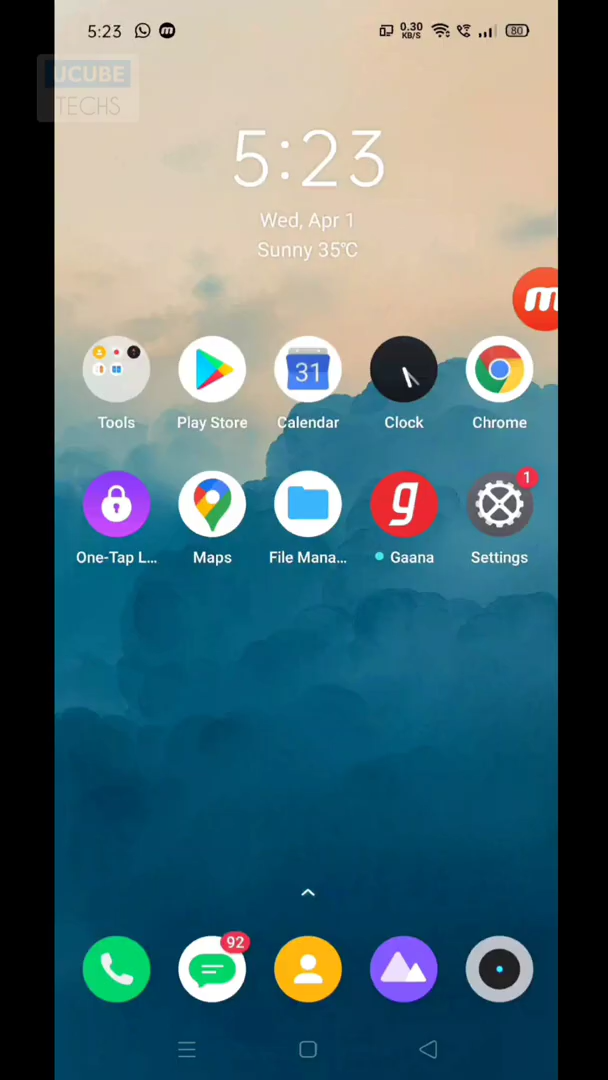 5:23
0.30
KB/S
80
UCUBE
TECHS
5:23
Wed, Apr 1
Sunny 35℃
m
31
Tools
Play Store
Calendar
Clock
Chrome
1
g
One-Tap L...
Maps
File Mana...
Gaana
Settings
92